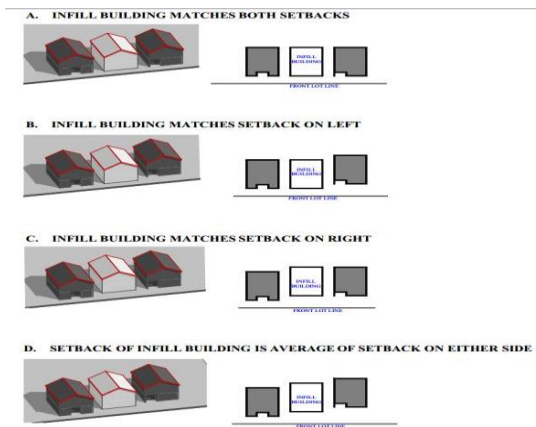 A. INFILL BUILDING MATCHES BOTH SETBACKS
INFILL
BUILDING
FRONT LOT LINE
B. INFILL BUILDING MATCHES SETBACK ON LEFT
INFILL
BUILDING
FRONT LOT LINE
C. INFILL BUILDING MATCHES SETBACK ON RIGHT
INFILL
BUILDING
FRONT LOT LINE
D. SETBACK OF INFILL BUILDING IS AVERAGE OF SETBACK ON EITHER SIDE
INFILL
BUILDING
FRONT LOT LINE